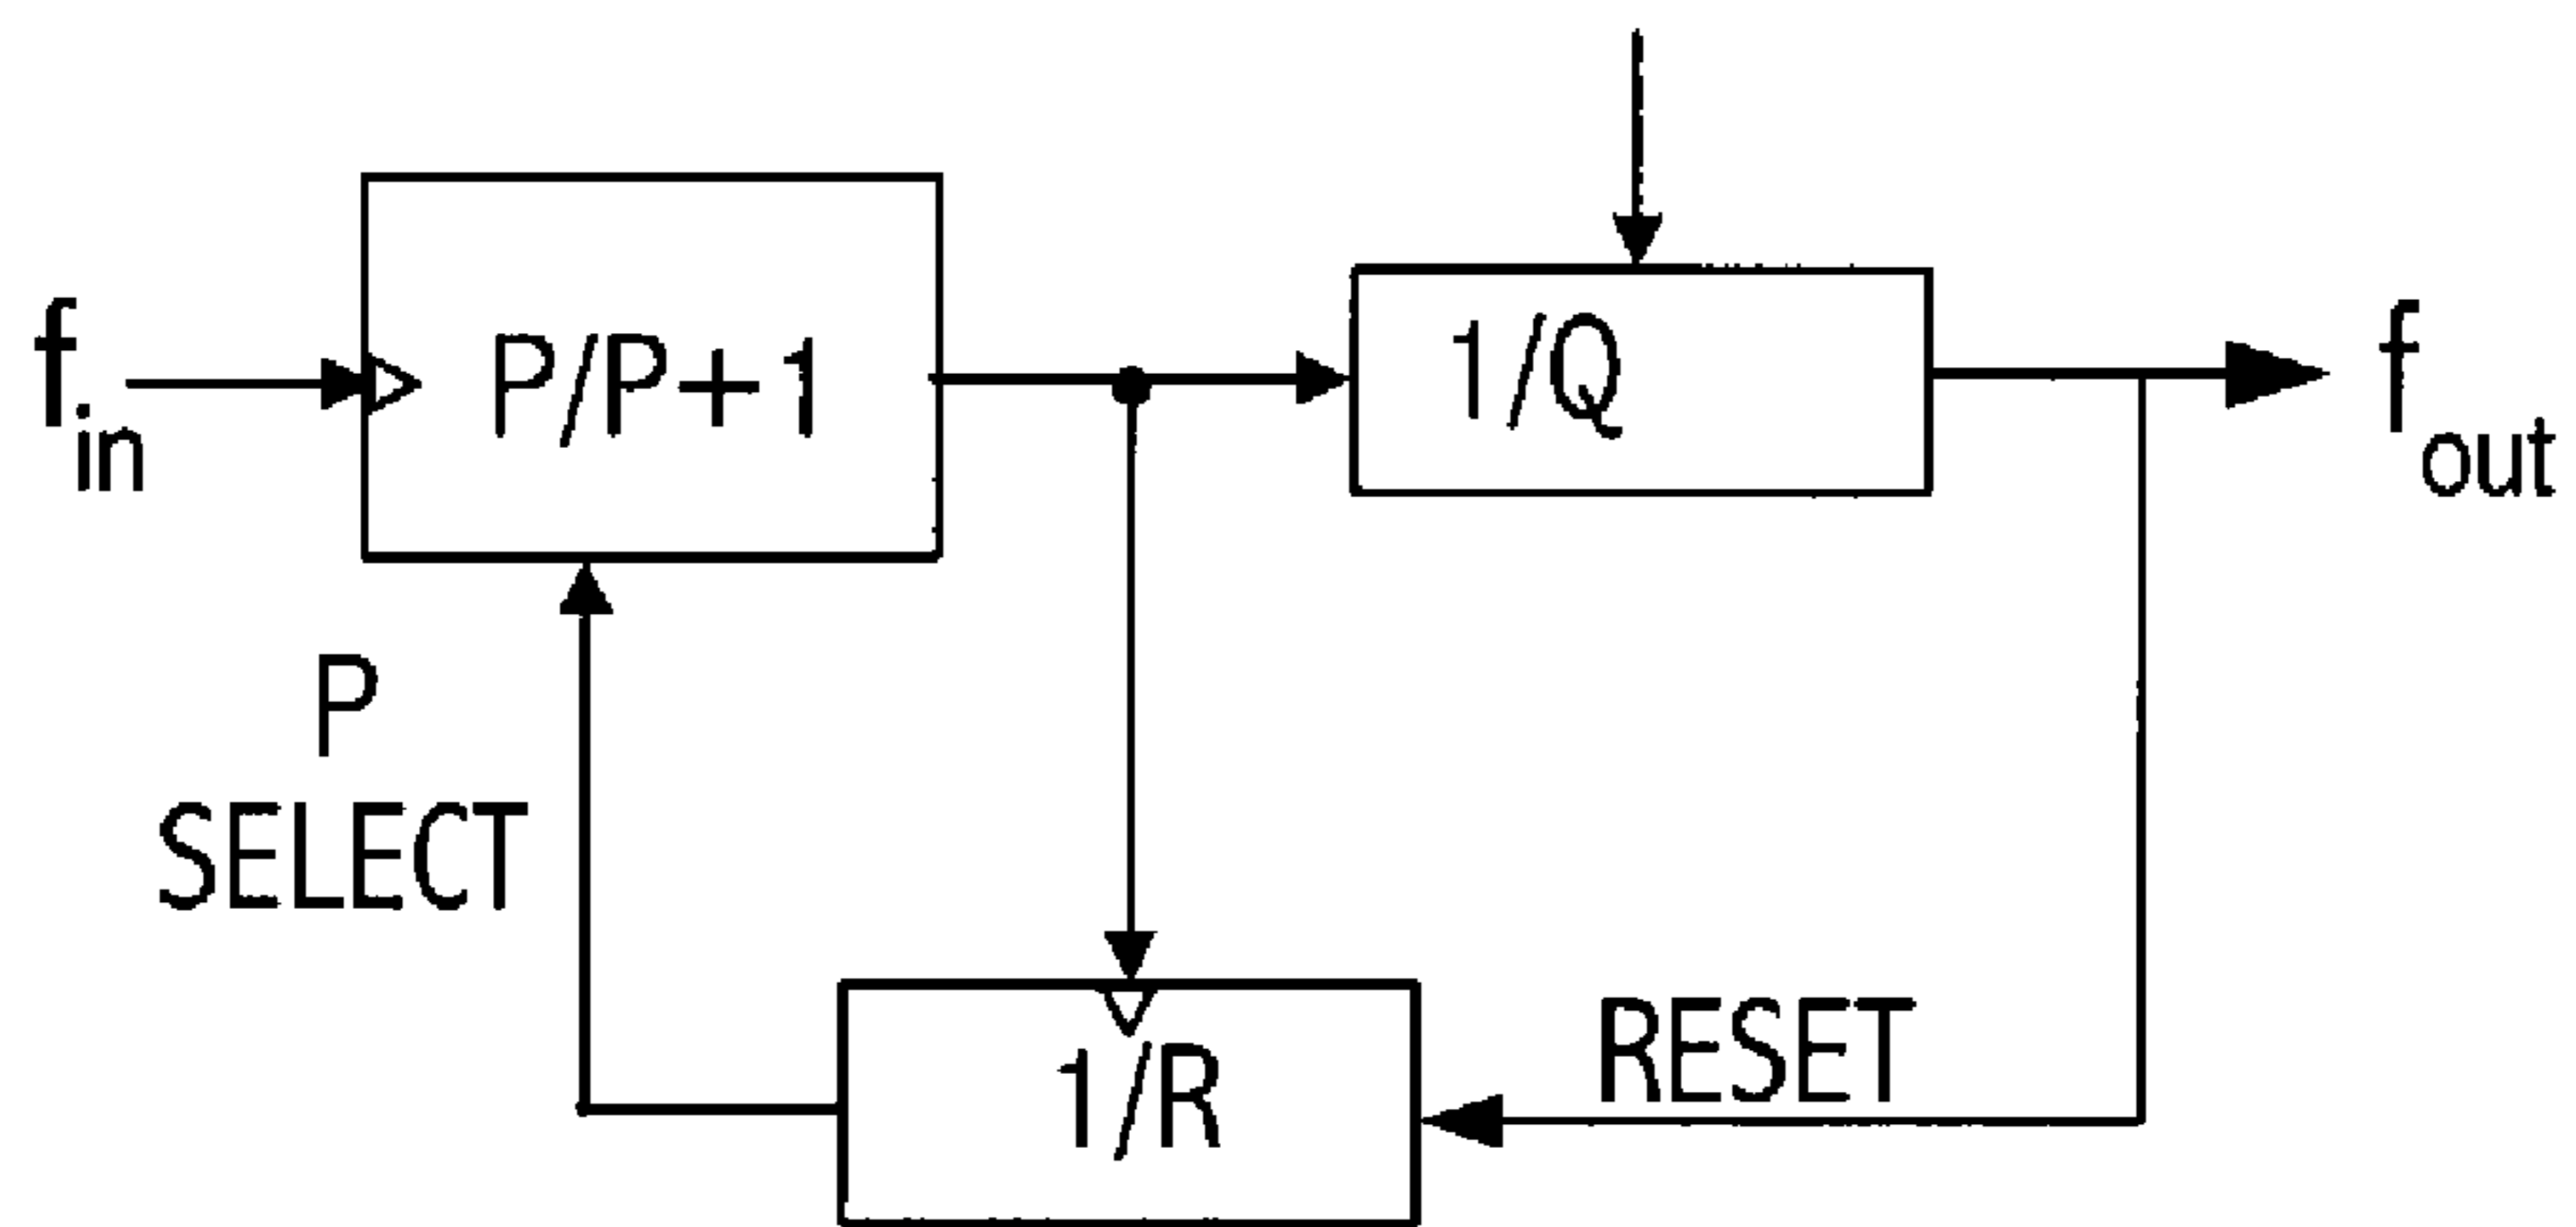 f_in
P/P+1
1/Q
f_out
P
SELECT
1/R
RESET